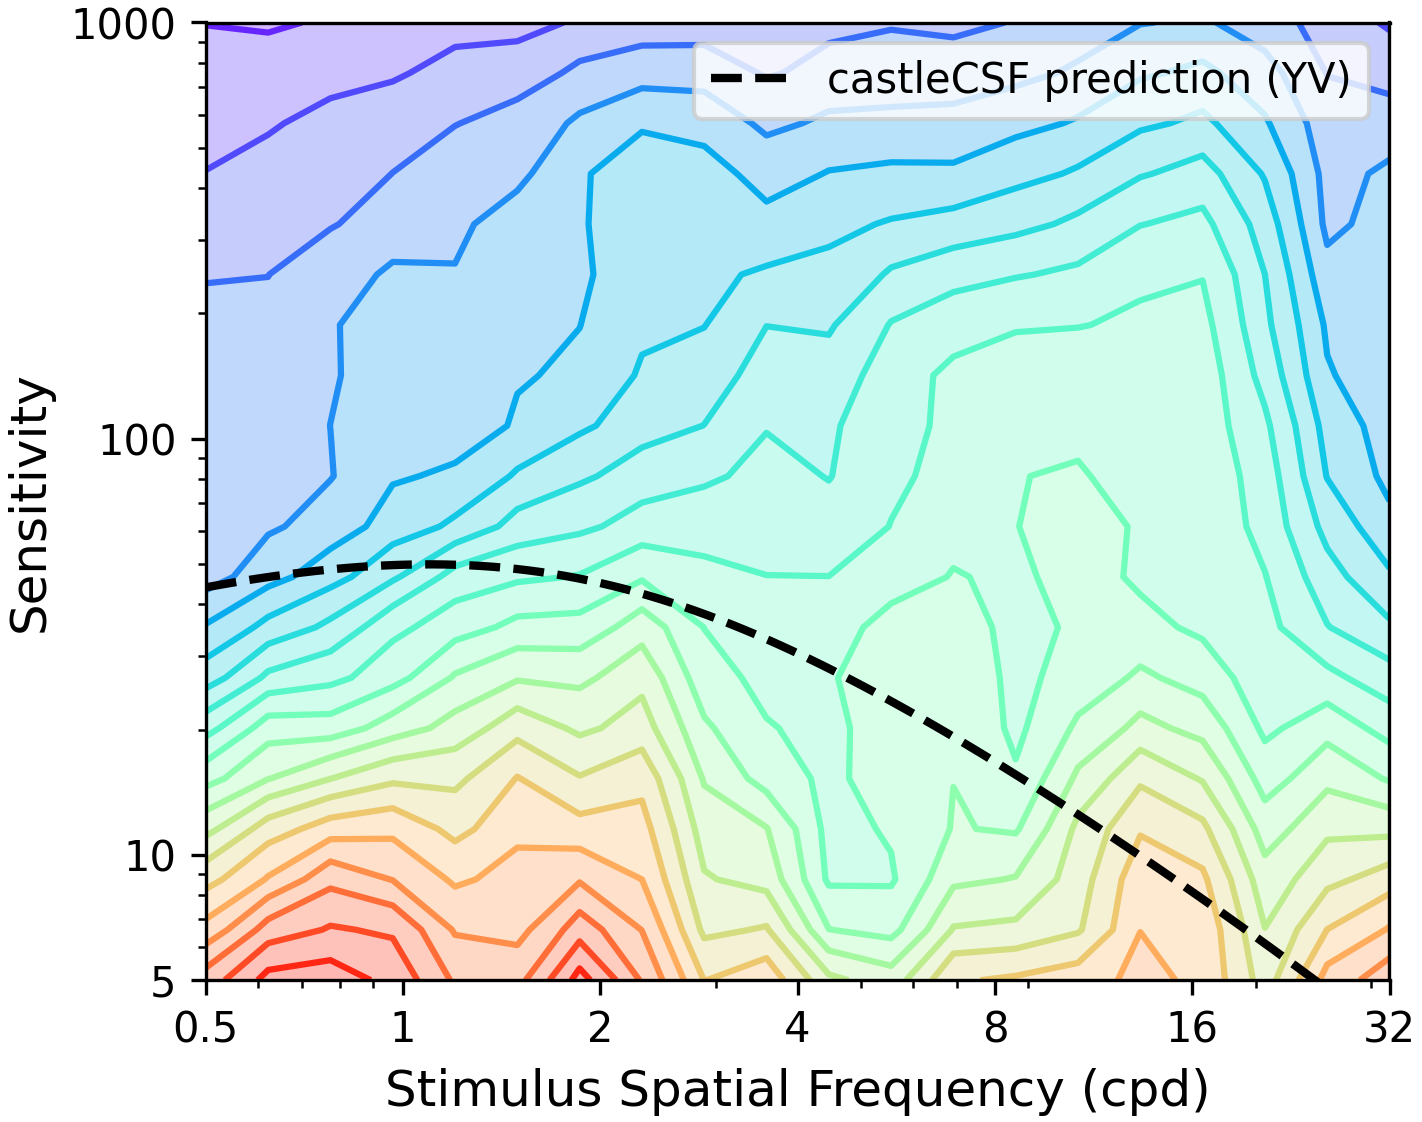 1000
castleCSF prediction (YV)
Sensitivity
100
10
5
0.5 1 2 4 8 16 32
Stimulus Spatial Frequency (cpd)